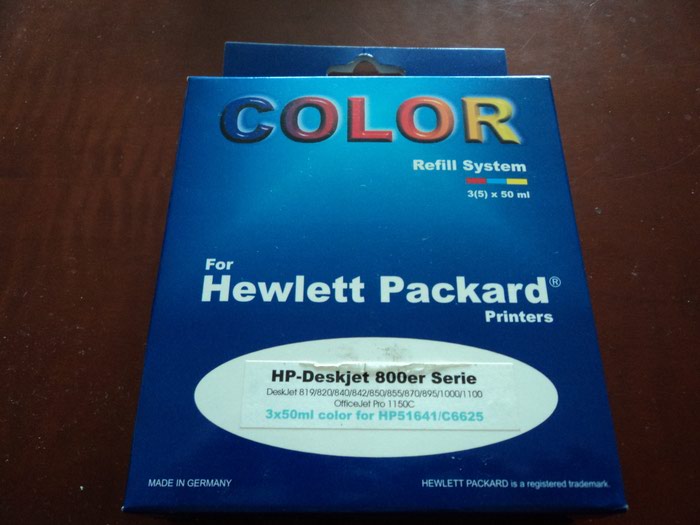 COLOR
Refill System
3(5) x 50 ml
For
Hewlett Packard®
Printers
HP-Deskjet 800er Serie
DeskJet 819/820/840/842/850/855/870/895/1000/1100
OfficeJet Pro 1150C
3x50ml color for HP51641/C6625
MADE IN GERMANY
HEWLETT PACKARD is a registered trademark.